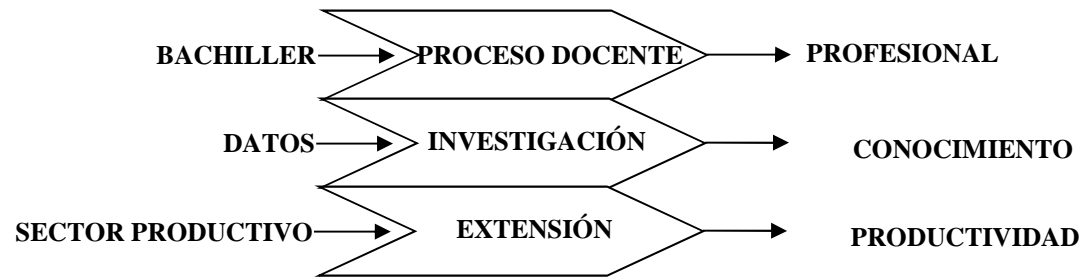 BACHILLER PROCESO DOCENTE PROFESIONAL
DATOS INVESTIGACIÓN CONOCIMIENTO
SECTOR PRODUCTIVO EXTENSIÓN PRODUCTIVIDAD